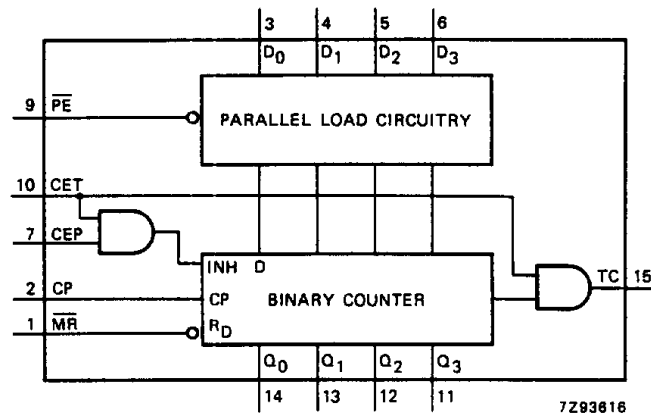 3 4 5 6
D0 D1 D2 D3
9 PE
PARALLEL LOAD CIRCUITRY
10 CET
7 CEP
INH D
TC 15
2 CP
CP
BINARY COUNTER
1 MR
RD
Q0 Q1 Q2 Q3
14 13 12 11
7Z93616